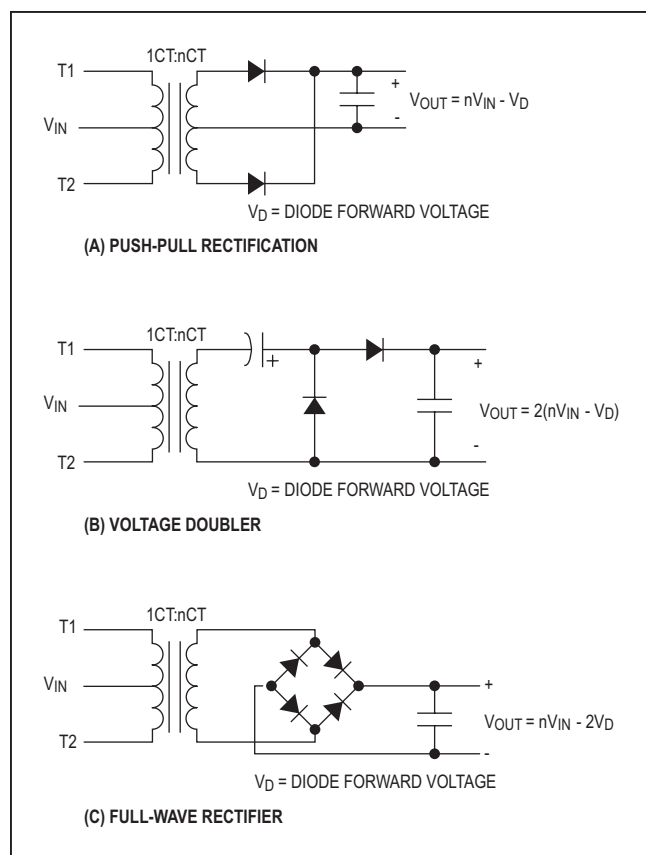 1CT:nCT
T1
VIN
T2
+
-
VOUT = nVIN - VD
VD = DIODE FORWARD VOLTAGE
(A) PUSH-PULL RECTIFICATION
1CT:nCT
T1
VIN
T2
+
+
-
VOUT = 2(nVIN - VD)
VD = DIODE FORWARD VOLTAGE
(B) VOLTAGE DOUBLER
1CT:nCT
T1
VIN
T2
+
-
VOUT = nVIN - 2VD
VD = DIODE FORWARD VOLTAGE
(C) FULL-WAVE RECTIFIER